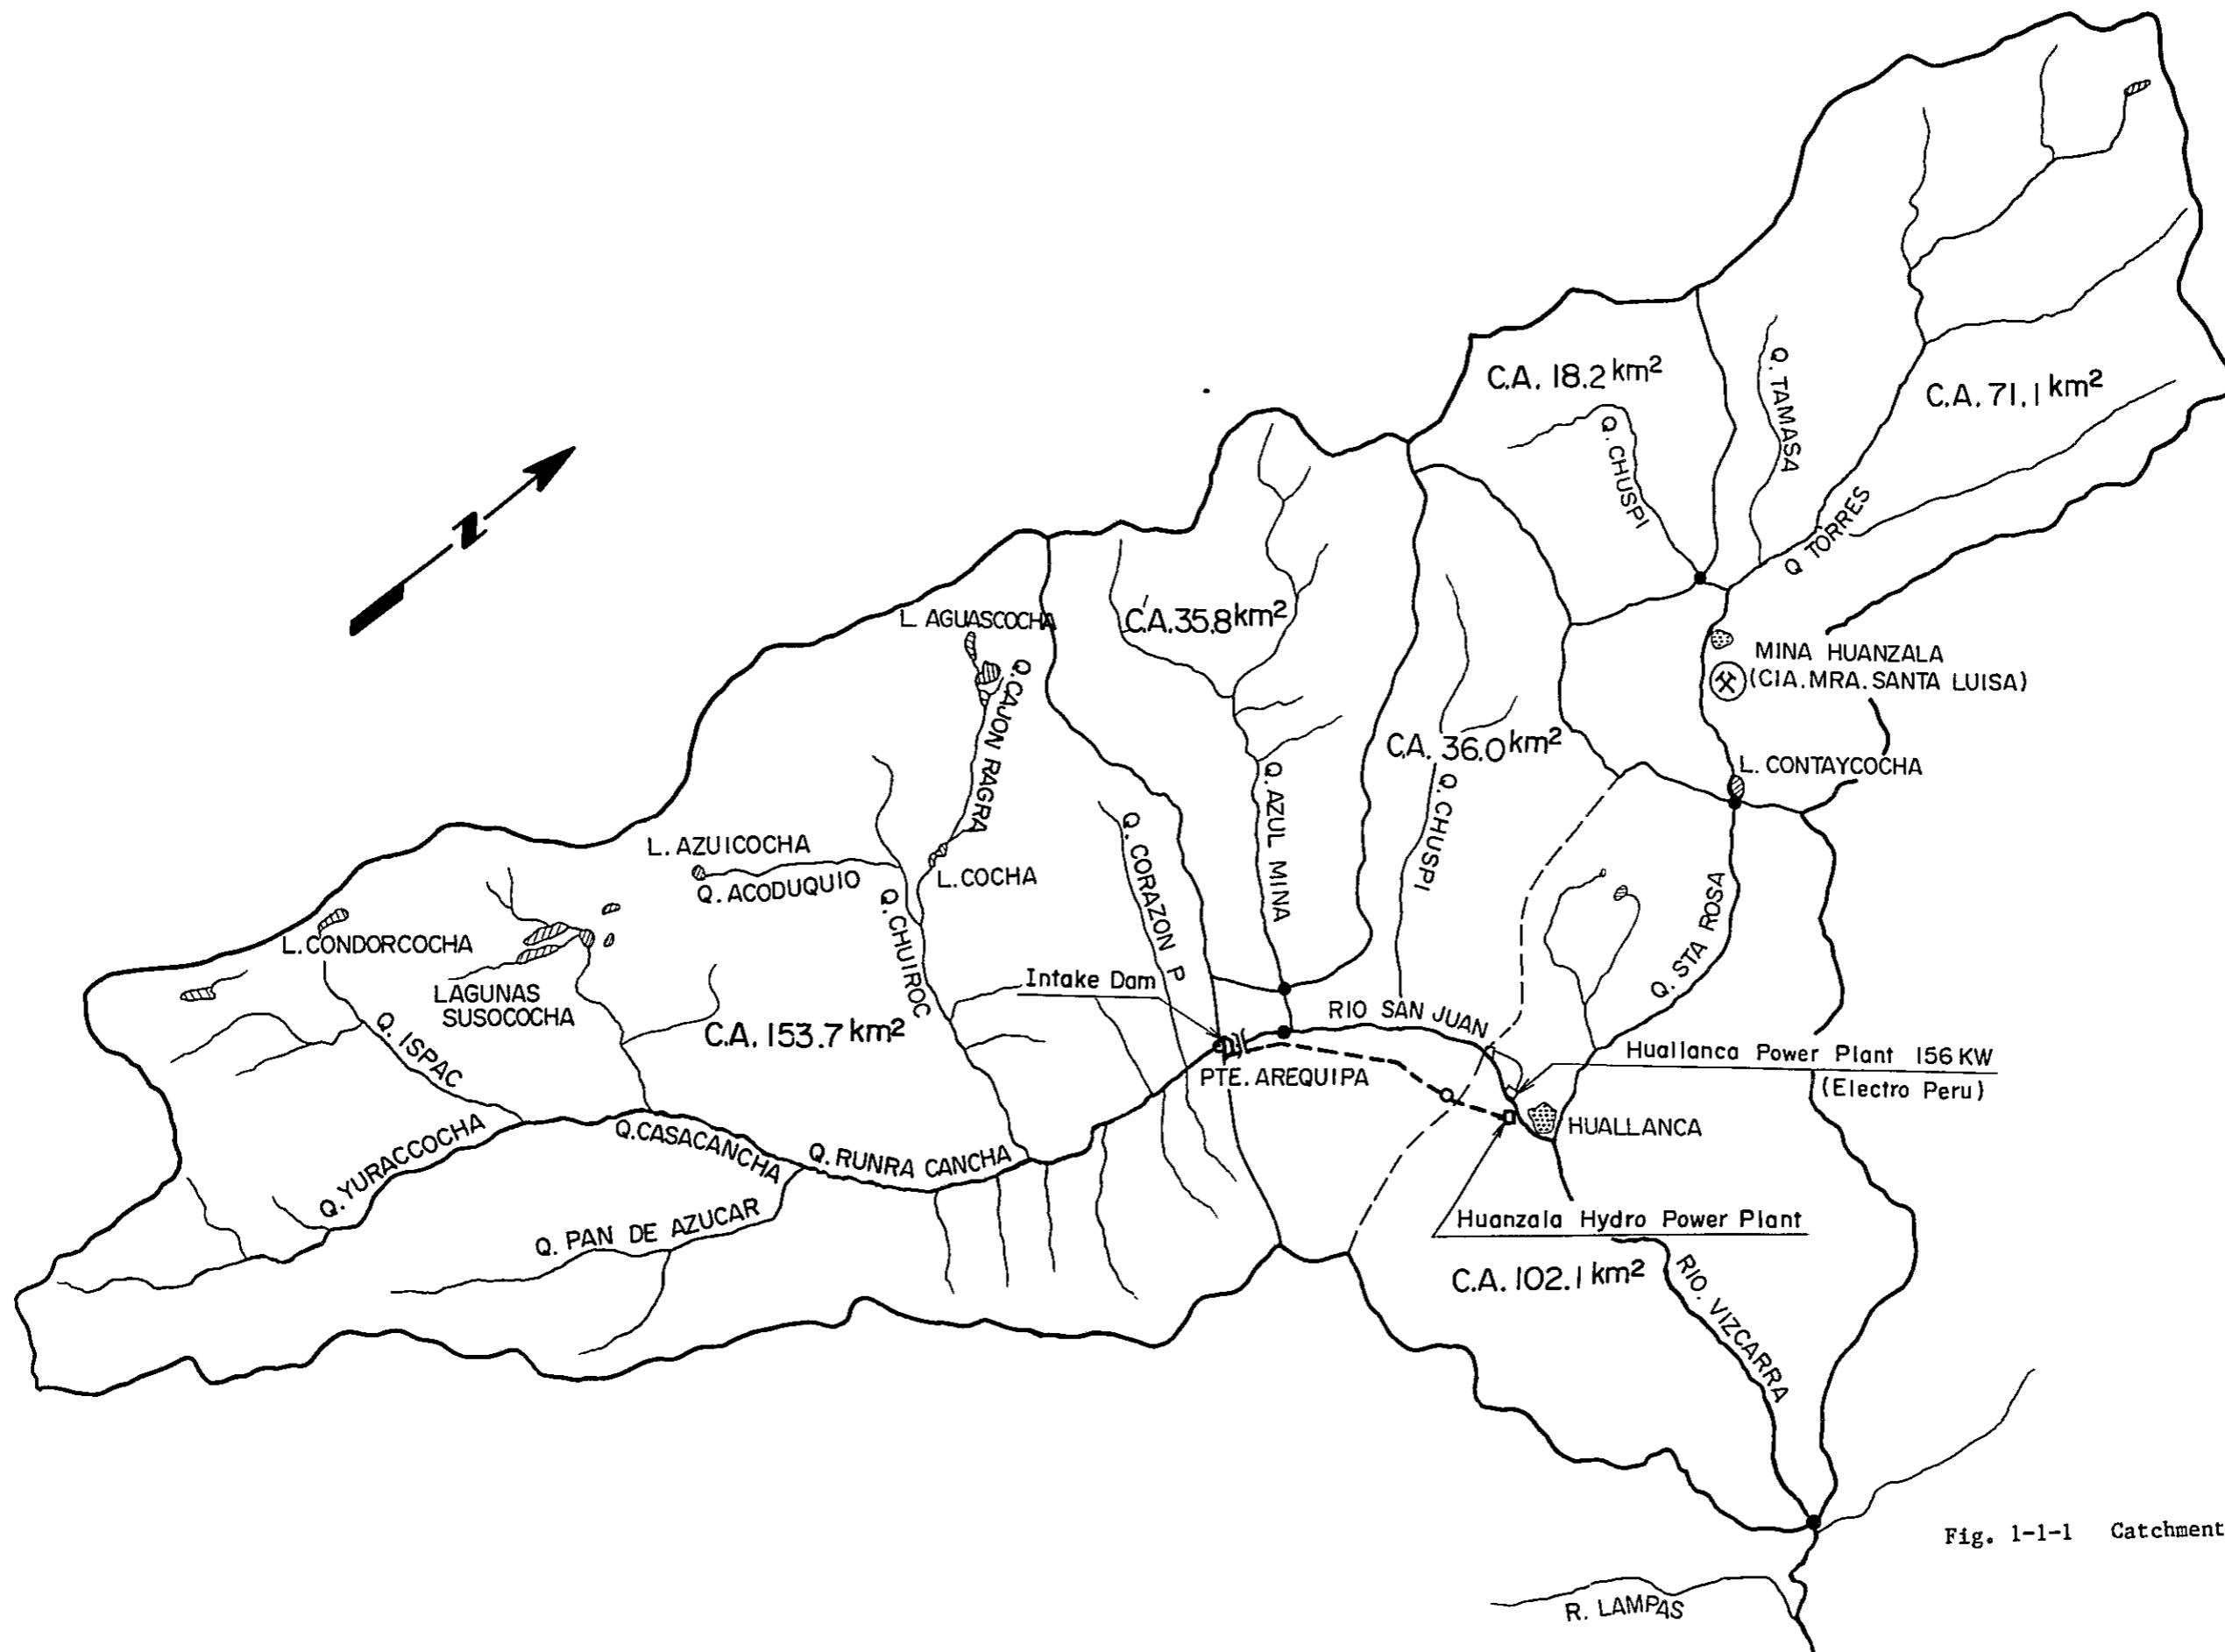 C.A. 18.2 km²
Q. TAMASA
C.A. 71.1 km²
Q. CHUSPI
Q TORRES
N
L. AGUASCOCHA
C.A. 35.8 km²
MINA HUANZALA
(CIA. MRA. SANTA LUISA)
Q. CAJON RAGRA
C.A. 36.0 km²
L. CONTAYCOCHA
Q. AZUL MINA
Q. CHUSPI
L. AZUICOCHA
Q. ACODUQUIO
L. COCHA
Q. CORAZON P
Q. CHUIROC
Q. STA ROSA
L. CONDORCOCHA
LAGUNAS
SUSOCOCHA
Intake Dam
RIO SAN JUAN
C.A. 153.7 km²
Q. ISPAC
PTE. AREQUIPA
Huallanca Power Plant 156 KW
(Electro Peru)
HUALLANCA
Q. YURACCOCHA
Q. CASACANCHA
Q. RUNRA CANCHA
Q. PAN DE AZUCAR
Huanzala Hydro Power Plant
C.A. 102.1 km²
RIO. VIZCARRA
Fig. 1-1-1 Catchment
R. LAMPAS